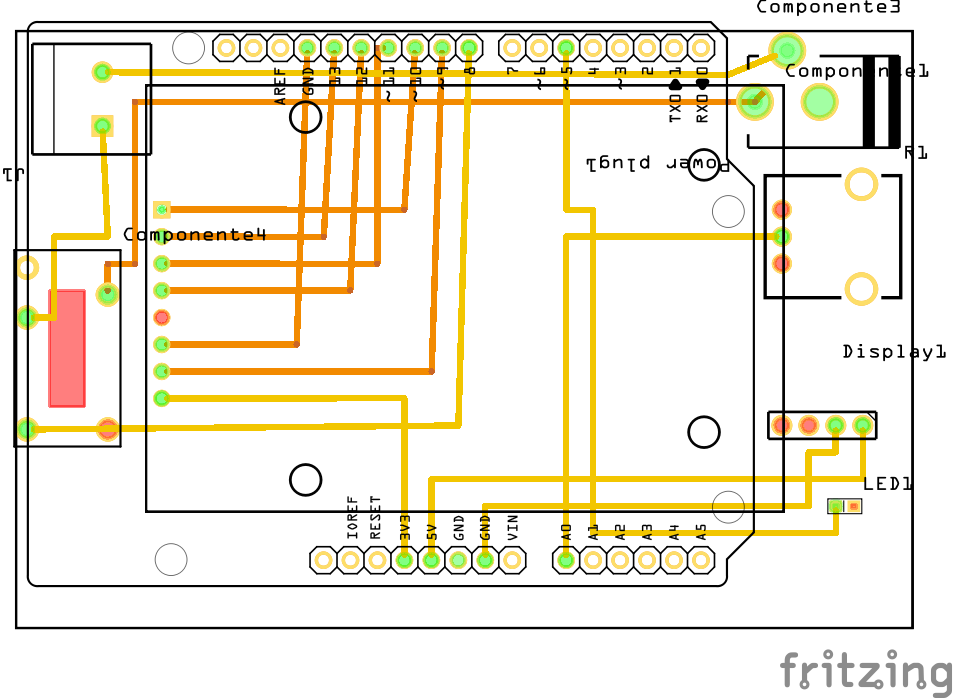 Componente3
Componente1
AREF
GND
13
12
~11
~10
~9
8
7
~6
~5
4
~3
2
TX0 1
RX0 0
R1
J1
Power plug1
Componente4
Display1
LED1
IOREF
RESET
3V3
5V
GND
GND
VIN
A0
A1
A2
A3
A4
A5
fritzing